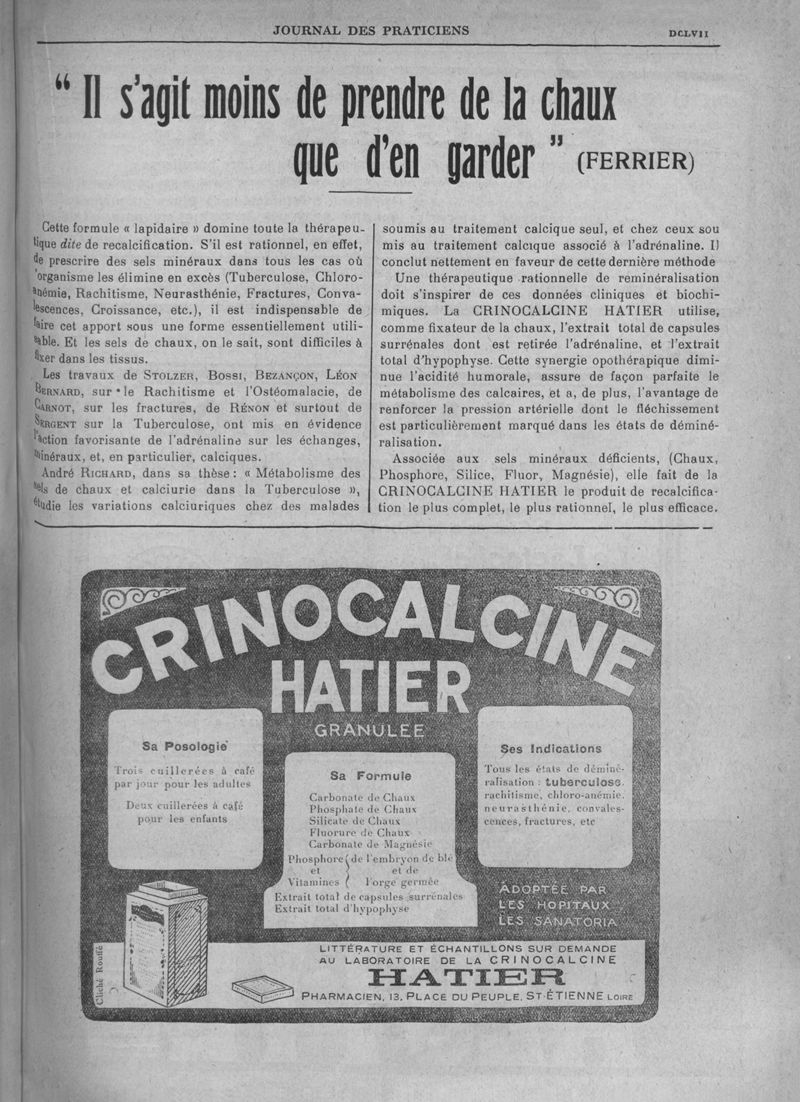 JOURNAL DES PRATICIENS
DCLVII
“ Il s'agit moins de prendre de la chaux
que d'en garder ” (FERRIER)
Cette formule « lapidaire » domine toute la thérapeu-
tique dite de recalcification. S'il est rationnel, en effet,
de prescrire des sels minéraux dans tous les cas où
l'organisme les élimine en excès (Tuberculose, Chloro-
anémie, Rachitisme, Neurasthénie, Fractures, Conva-
lescences, Croissance, etc.), il est indispensable de
faire cet apport sous une forme essentiellement utili-
sable. Et les sels de chaux, on le sait, sont difficiles à
fixer dans les tissus.
Les travaux de STOLZER, BOSSI, BEZANÇON, LÉON
BERNARD, sur le Rachitisme et l'Ostéomalacie, de
CARNOT, sur les fractures, de RÉNON et surtout de
SERGENT sur la Tuberculose, ont mis en évidence
l'action favorisante de l'adrénaline sur les échanges,
minéraux, et, en particulier, calciques.
André RICHARD, dans sa thèse : « Métabolisme des
sels de chaux et calciurie dans la Tuberculose »,
étudie les variations calciuriques chez des malades
soumis au traitement calcique seul, et chez ceux sou
mis au traitement calcique associé à l'adrénaline. Il
conclut nettement en faveur de cette dernière méthode
Une thérapeutique rationnelle de reminéralisation
doit s'inspirer de ces données cliniques et biochi-
miques. La CRINOCALCINE HATIER utilise,
comme fixateur de la chaux, l'extrait total de capsules
surrénales dont est retirée l'adrénaline, et l'extrait
total d'hypophyse. Cette synergie opothérapique dimi-
nue l'acidité humorale, assure de façon parfaite le
métabolisme des calcaires, et a, de plus, l'avantage de
renforcer la pression artérielle dont le fléchissement
est particulièrement marqué dans les états de déminé-
ralisation.
Associée aux sels minéraux déficients, (Chaux,
Phosphore, Silice, Fluor, Magnésie), elle fait de la
CRINOCALCINE HATIER le produit de recalcifica-
tion le plus complet, le plus rationnel, le plus efficace.
CRINOCALCINE
HATIER
GRANULÉE
Sa Posologie
Trois cuillerées à café
par jour pour les adultes
Deux cuillerées à café
pour les enfants
Sa Formule
Carbonate de Chaux
Phosphate de Chaux
Silicate de Chaux
Fluorure de Chaux
Carbonate de Magnésie
Phosphore ( de l'embryon de blé
et et de
Vitamines ( l'orge germée
Extrait total de capsules surrénales
Extrait total d'hypophyse
Ses Indications
Tous les états de déminé-
ralisation : tuberculose,
rachitisme, chloro-anémie,
neurasthénie, convales-
cences, fractures, etc
ADOPTÉE PAR
LES HOPITAUX
LES SANATORIA
Cliché Rouffé
LITTÉRATURE ET ÉCHANTILLONS SUR DEMANDE
AU LABORATOIRE DE LA CRINOCALCINE
HATIER
PHARMACIEN, 13, PLACE DU PEUPLE, ST ÉTIENNE LOIRE